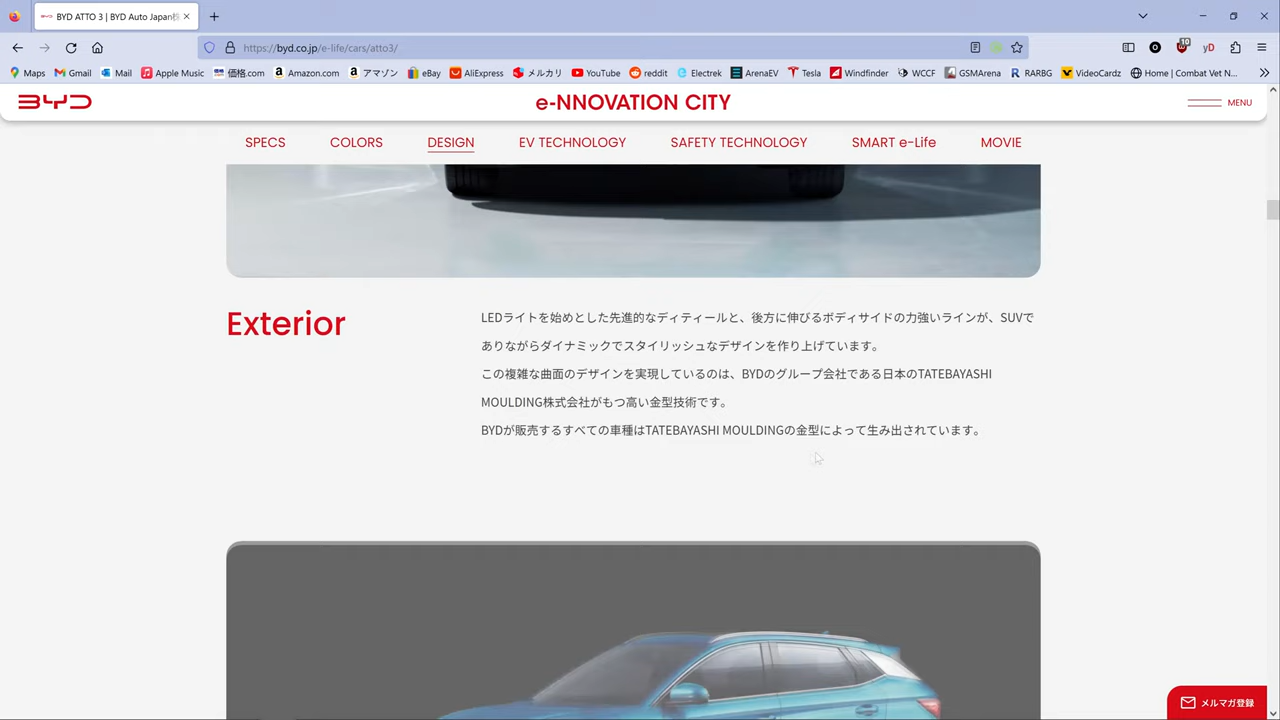 BYD ATTO 3 | BYD Auto Japan株
https://byd.co.jp/e-life/cars/atto3/
10
yD
Maps Gmail Mail Apple Music 価格.com Amazon.com アマゾン eBay AliExpress メルカリ YouTube reddit Electrek ArenaEV Tesla Windfinder WCCF GSMArena RARBG VideoCardz Home | Combat Vet N...
BYD
e-NNOVATION CITY
MENU
SPECS COLORS DESIGN EV TECHNOLOGY SAFETY TECHNOLOGY SMART e-Life MOVIE
Exterior
LEDライトを始めとした先進的なディティールと、後方に伸びるボディサイドの力強いラインが、SUVで
ありながらダイナミックでスタイリッシュなデザインを作り上げています。
この複雑な曲面のデザインを実現しているのは、BYDのグループ会社である日本のTATEBAYASHI
MOULDING株式会社がもつ高い金型技術です。
BYDが販売するすべての車種はTATEBAYASHI MOULDINGの金型によって生み出されています。
メルマガ登録